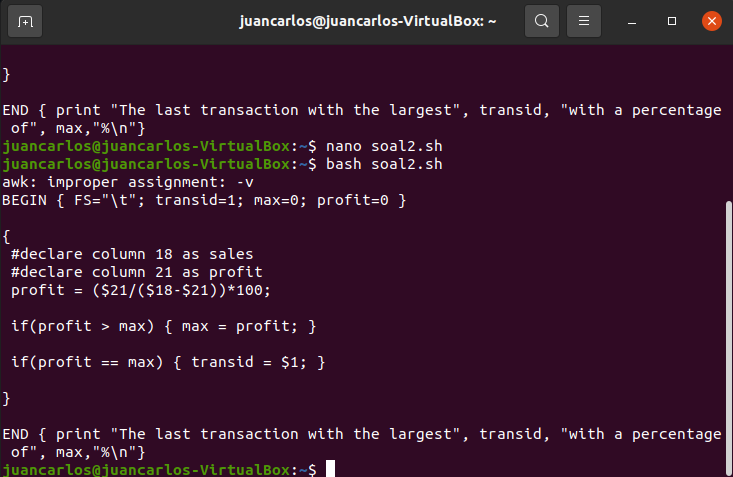 juancarlos@juancarlos-VirtualBox: ~
}
END { print "The last transaction with the largest", transid, "with a percentage
 of", max,"%\n"}
juancarlos@juancarlos-VirtualBox:~$ nano soal2.sh
juancarlos@juancarlos-VirtualBox:~$ bash soal2.sh
awk: improper assignment: -v
BEGIN { FS="\t"; transid=1; max=0; profit=0 }
{
 #declare column 18 as sales
 #declare column 21 as profit
 profit = ($21/($18-$21))*100;
 if(profit > max) { max = profit; }
 if(profit == max) { transid = $1; }
}
END { print "The last transaction with the largest", transid, "with a percentage
 of", max,"%\n"}
juancarlos@juancarlos-VirtualBox:~$